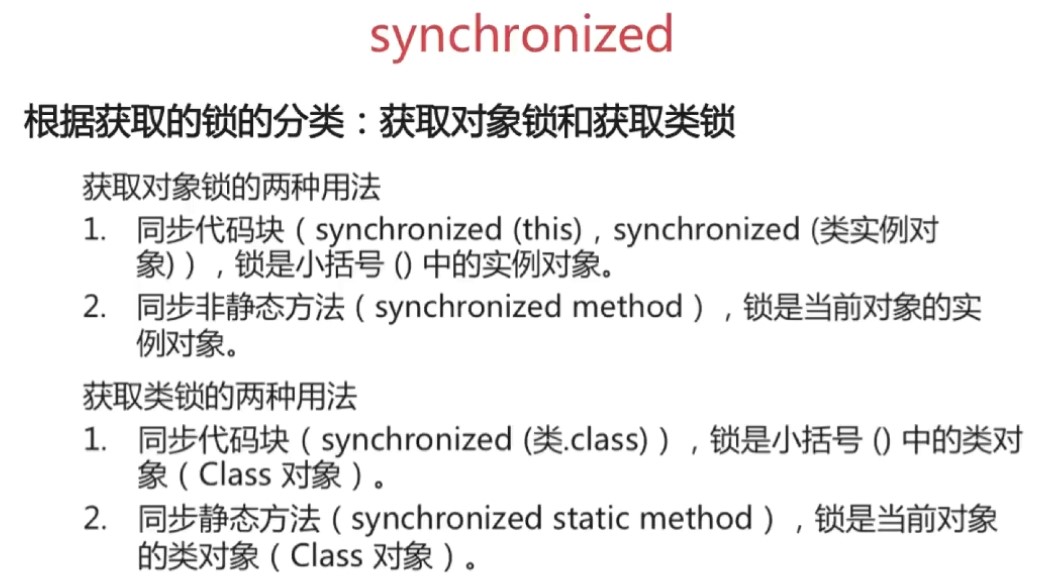 synchronized
根据获取的锁的分类：获取对象锁和获取类锁
获取对象锁的两种用法
1. 同步代码块（synchronized (this)，synchronized (类实例对
象)），锁是小括号 () 中的实例对象。
2. 同步非静态方法（synchronized method），锁是当前对象的实
例对象。
获取类锁的两种用法
1. 同步代码块（synchronized (类.class)），锁是小括号 () 中的类对
象（Class 对象）。
2. 同步静态方法（synchronized static method），锁是当前对象
的类对象（Class 对象）。